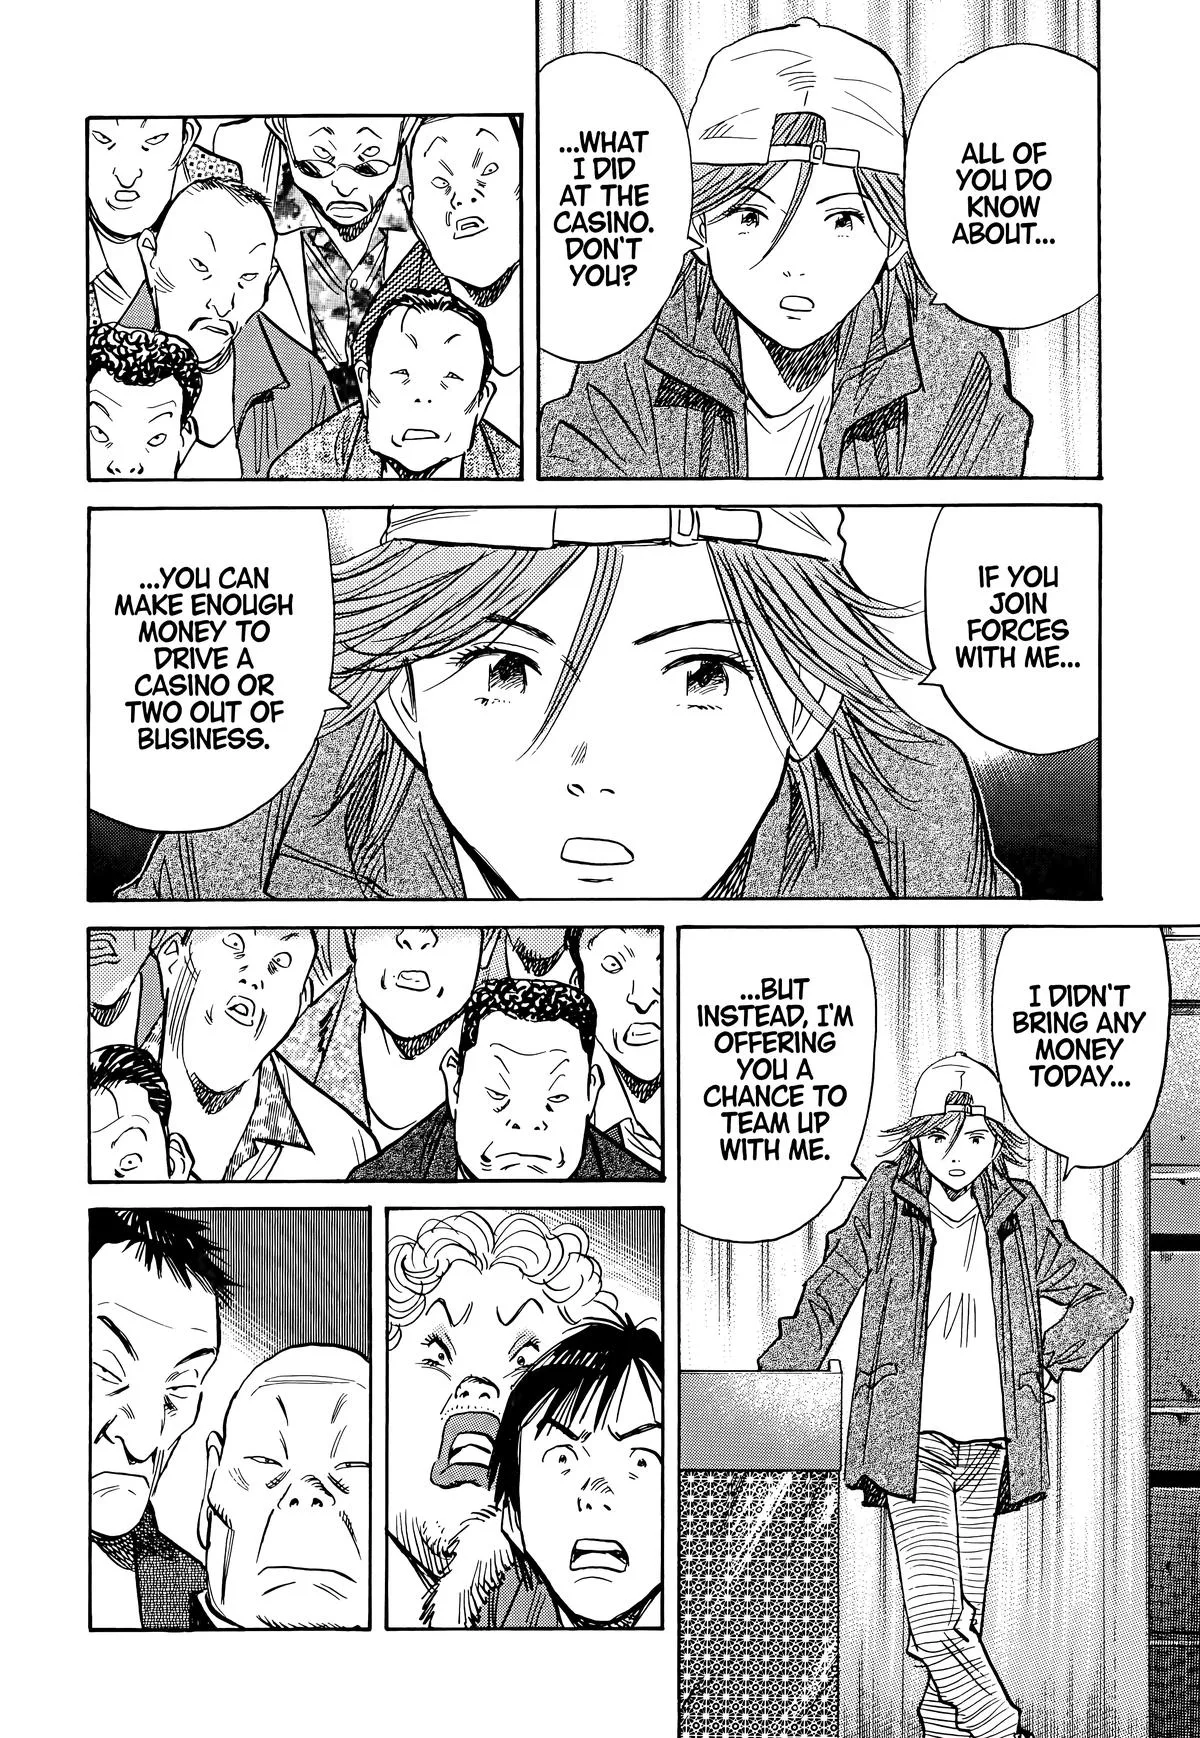 ALL OF
YOU DO
KNOW
ABOUT...
...WHAT
I DID
AT THE
CASINO.
DON'T
YOU?
IF YOU
JOIN
FORCES
WITH ME...
...YOU CAN
MAKE ENOUGH
MONEY TO
DRIVE A
CASINO OR
TWO OUT OF
BUSINESS.
I DIDN'T
BRING ANY
MONEY
TODAY...
...BUT
INSTEAD, I'M
OFFERING
YOU A
CHANCE TO
TEAM UP
WITH ME.